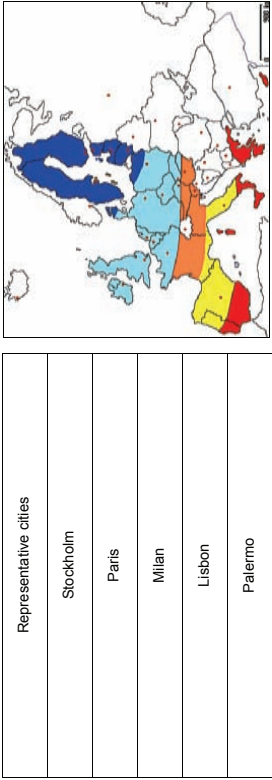 Representative cities
Stockholm
Paris
Milan
Lisbon
Palermo